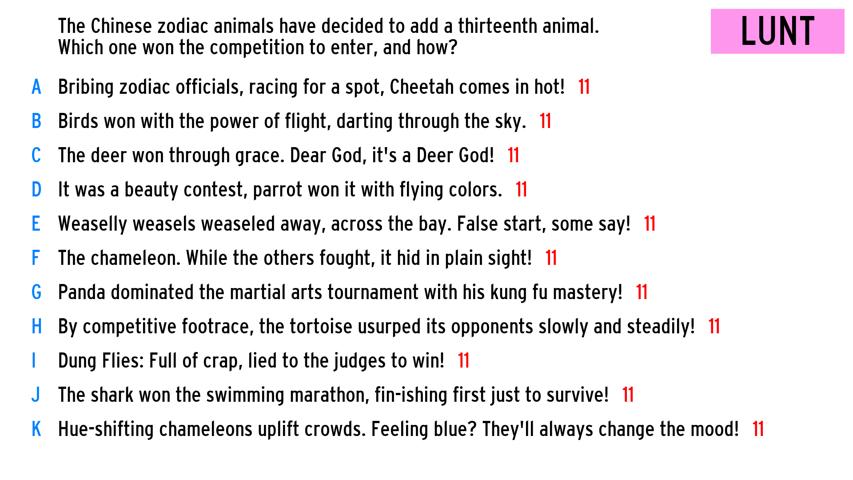 The Chinese zodiac animals have decided to add a thirteenth animal.
Which one won the competition to enter, and how?
LUNT
A Bribing zodiac officials, racing for a spot, Cheetah comes in hot! 11
B Birds won with the power of flight, darting through the sky. 11
C The deer won through grace. Dear God, it's a Deer God! 11
D It was a beauty contest, parrot won it with flying colors. 11
E Weaselly weasels weaseled away, across the bay. False start, some say! 11
F The chameleon. While the others fought, it hid in plain sight! 11
G Panda dominated the martial arts tournament with his kung fu mastery! 11
H By competitive footrace, the tortoise usurped its opponents slowly and steadily! 11
I Dung Flies: Full of crap, lied to the judges to win! 11
J The shark won the swimming marathon, fin-ishing first just to survive! 11
K Hue-shifting chameleons uplift crowds. Feeling blue? They'll always change the mood! 11